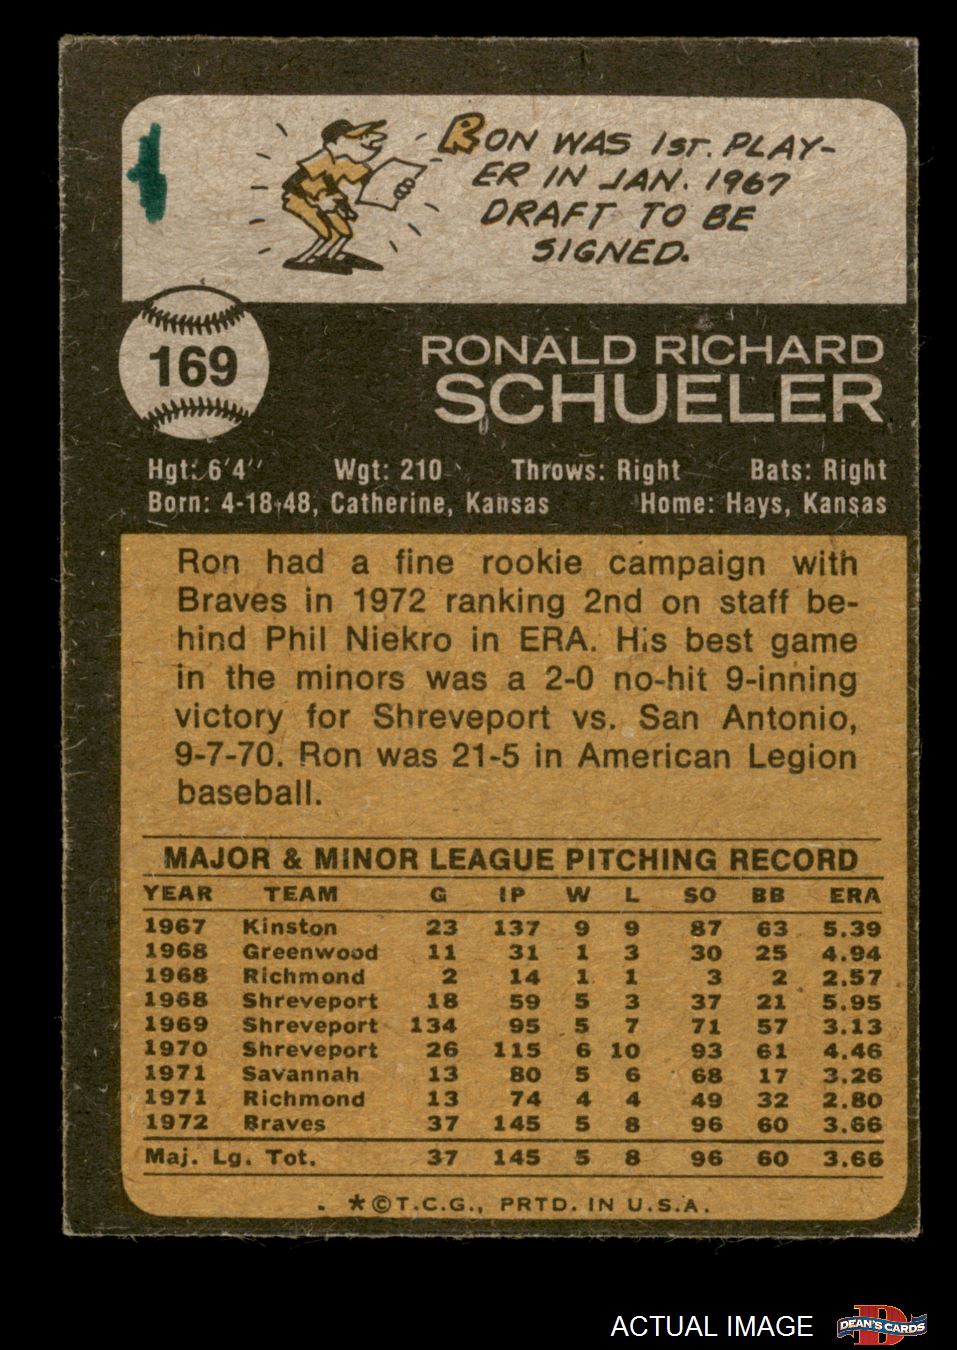 RON WAS 1ST. PLAY-
ER IN JAN. 1967
DRAFT TO BE
SIGNED.
169
RONALD RICHARD
SCHUELER
Hgt: 6'4" Wgt: 210 Throws: Right Bats: Right
Born: 4-18-48, Catherine, Kansas Home: Hays, Kansas
Ron had a fine rookie campaign with
Braves in 1972 ranking 2nd on staff be-
hind Phil Niekro in ERA. His best game
in the minors was a 2-0 no-hit 9-inning
victory for Shreveport vs. San Antonio,
9-7-70. Ron was 21-5 in American Legion
baseball.
MAJOR & MINOR LEAGUE PITCHING RECORD
YEAR TEAM G IP W L SO BB ERA
1967 Kinston 23 137 9 9 87 63 5.39
1968 Greenwood 11 31 1 3 30 25 4.94
1968 Richmond 2 14 1 1 3 2 2.57
1968 Shreveport 18 59 5 3 37 21 5.95
1969 Shreveport 134 95 5 7 71 57 3.13
1970 Shreveport 26 115 6 10 93 61 4.46
1971 Savannah 13 80 5 6 68 17 3.26
1971 Richmond 13 74 4 4 49 32 2.80
1972 Braves 37 145 5 8 96 60 3.66
Maj. Lg. Tot. 37 145 5 8 96 60 3.66
*©T.C.G., PRTD. IN U.S.A.
ACTUAL IMAGE
D
DEAN'S CARDS